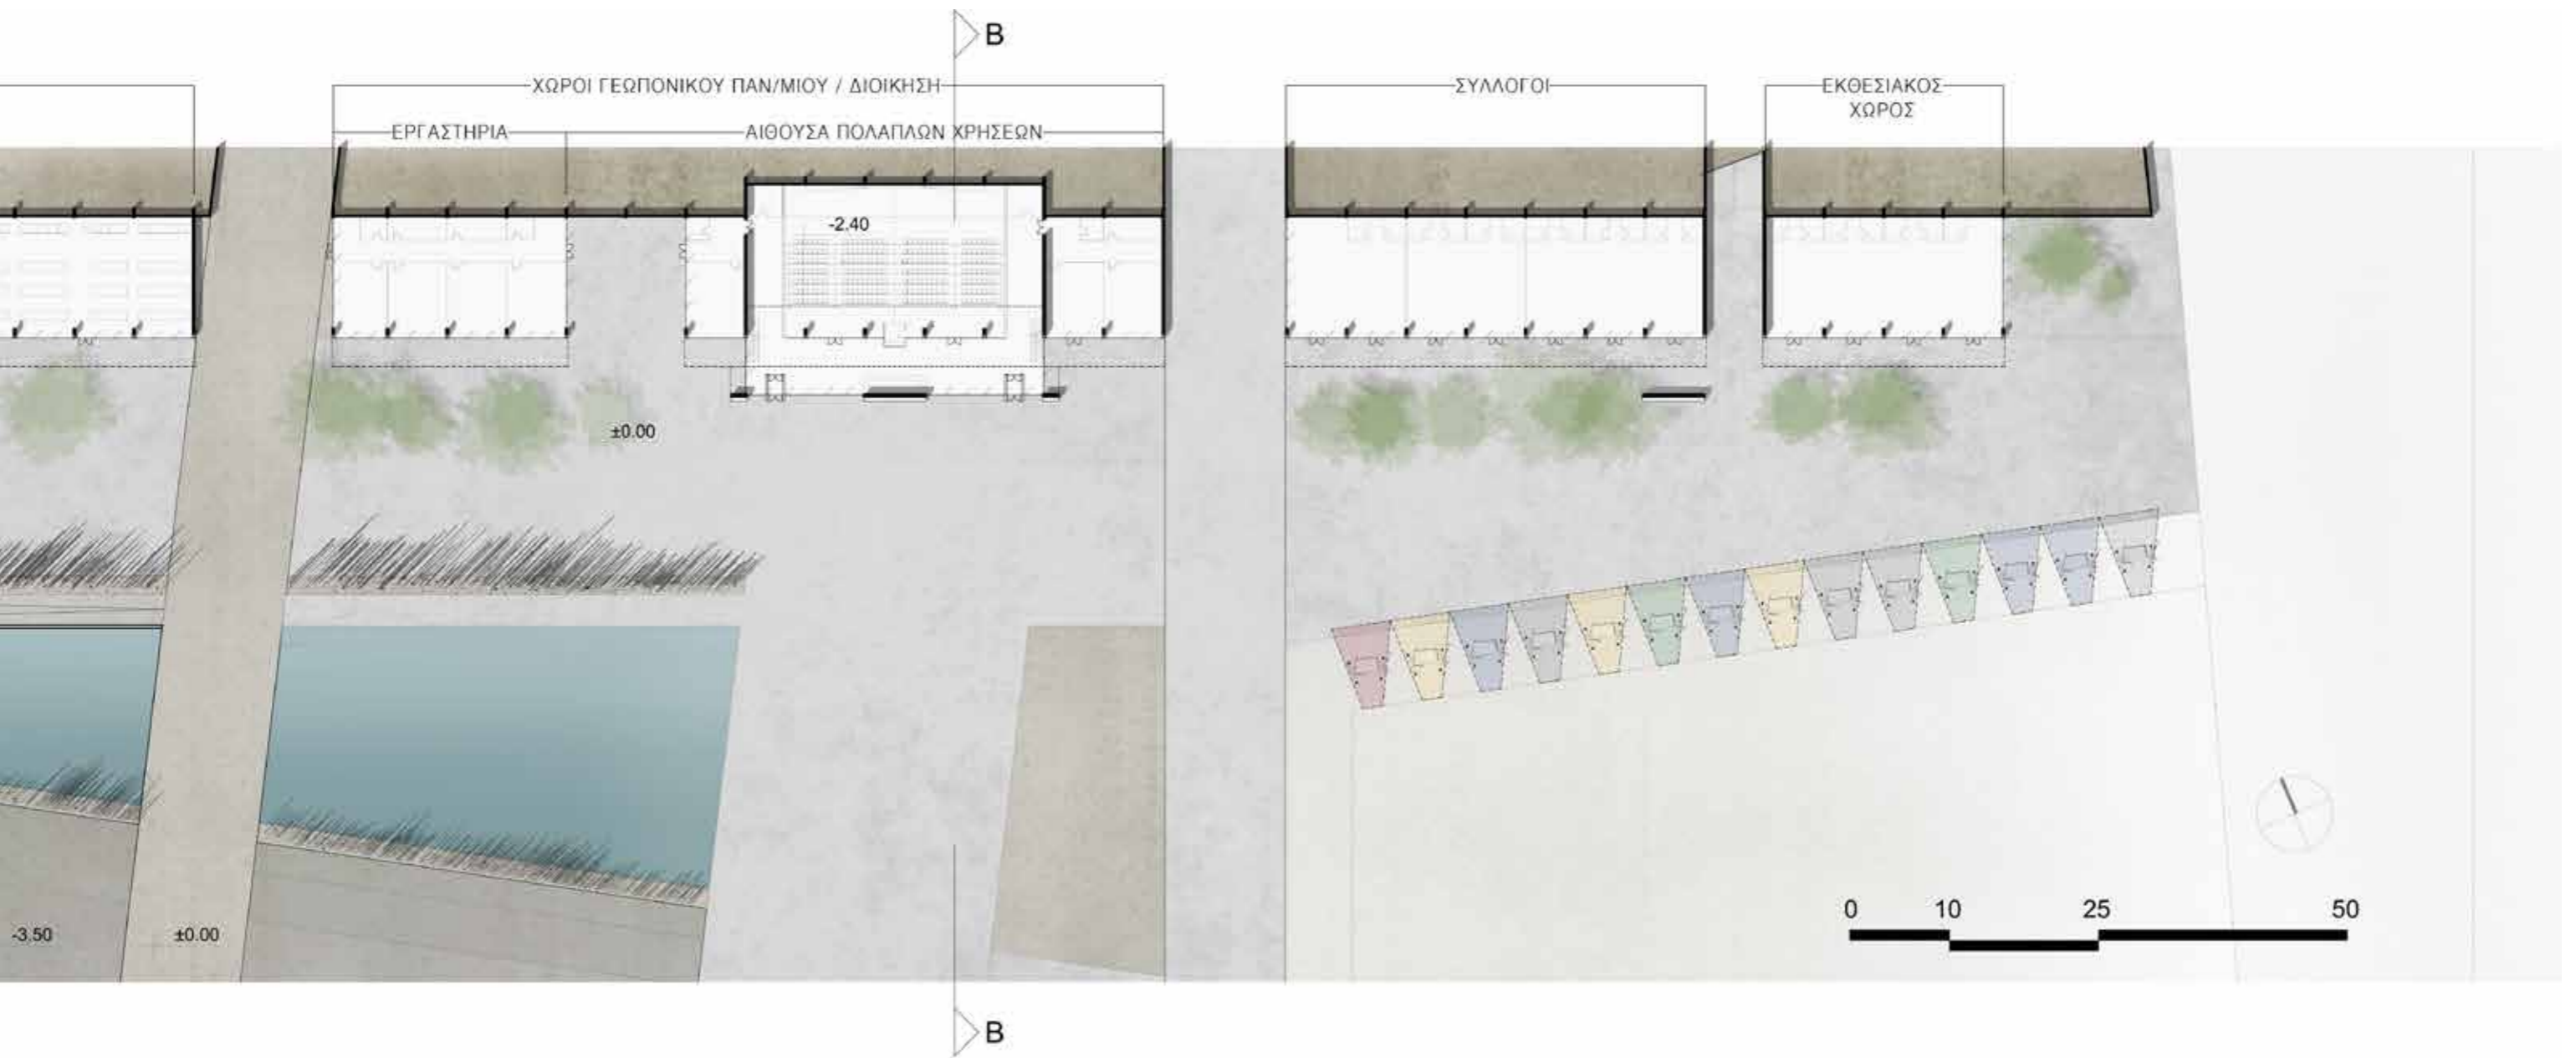 B
ΧΩΡΟΙ ΓΕΩΠΟΝΙΚΟΥ ΠΑΝ/ΜΙΟΥ / ΔΙΟΙΚΗΣΗ
ΣΥΛΛΟΓΟΙ
ΕΚΘΕΣΙΑΚΟΣ
ΧΩΡΟΣ
ΕΡΓΑΣΤΗΡΙΑ
ΑΙΘΟΥΣΑ ΠΟΛΑΠΛΩΝ ΧΡΗΣΕΩΝ
-2.40
±0.00
-3.50
±0.00
0 10 25 50
B